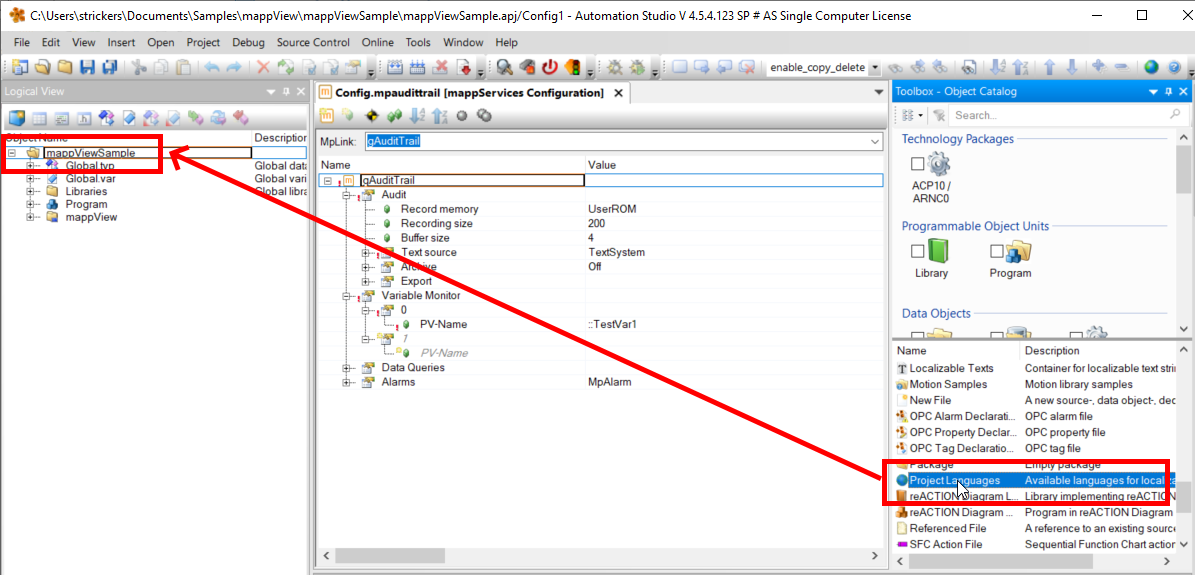 C:\Users\strickers\Documents\Samples\mappView\mappViewSample\mappViewSample.apj/Config1 - Automation Studio V 4.5.4.123 SP # AS Single Computer License
File Edit View Insert Open Project Debug Source Control Online Tools Window Help
enable_copy_delete
Logical View
Object Name Description
mappViewSample
Global.typ Global data
Global.var Global vari
Libraries Global libra
Program
mappView
Config.mpaudittrail [mappServices Configuration]
MpLink: gAuditTrail
Name Value
gAuditTrail
Audit
Record memory UserROM
Recording size 200
Buffer size 4
Text source TextSystem
Archive Off
Export
Variable Monitor
0
PV-Name ::TestVar1
1
PV-Name
Data Queries
Alarms MpAlarm
Toolbox - Object Catalog
Search...
Technology Packages
ACP10 /
ARNC0
Programmable Object Units
Library Program
Data Objects
Name Description
Localizable Texts Container for localizable text strin
Motion Samples Motion library samples
New File A new source-, data object-, dec
OPC Alarm Declarati... OPC alarm file
OPC Property Declar... OPC property file
OPC Tag Declaratio... OPC tag file
Package Empty package
Project Languages Available languages for localiza
reACTION Diagram L... Library implementing reACTION
reACTION Diagram ... Program in reACTION Diagram
Referenced File A reference to an existing source
SFC Action File Sequential Function Chart action